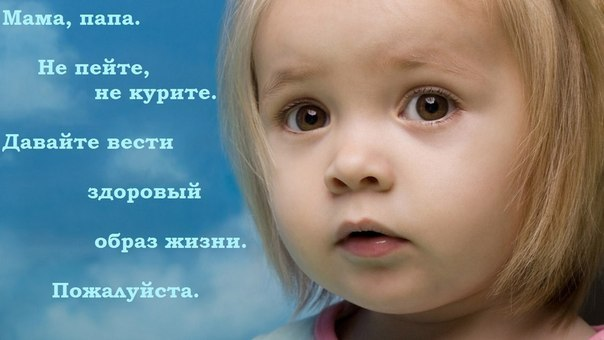 Мама, папа.
Не пейте,
не курите.
Давайте вести
здоровый
образ жизни.
Пожалуйста.